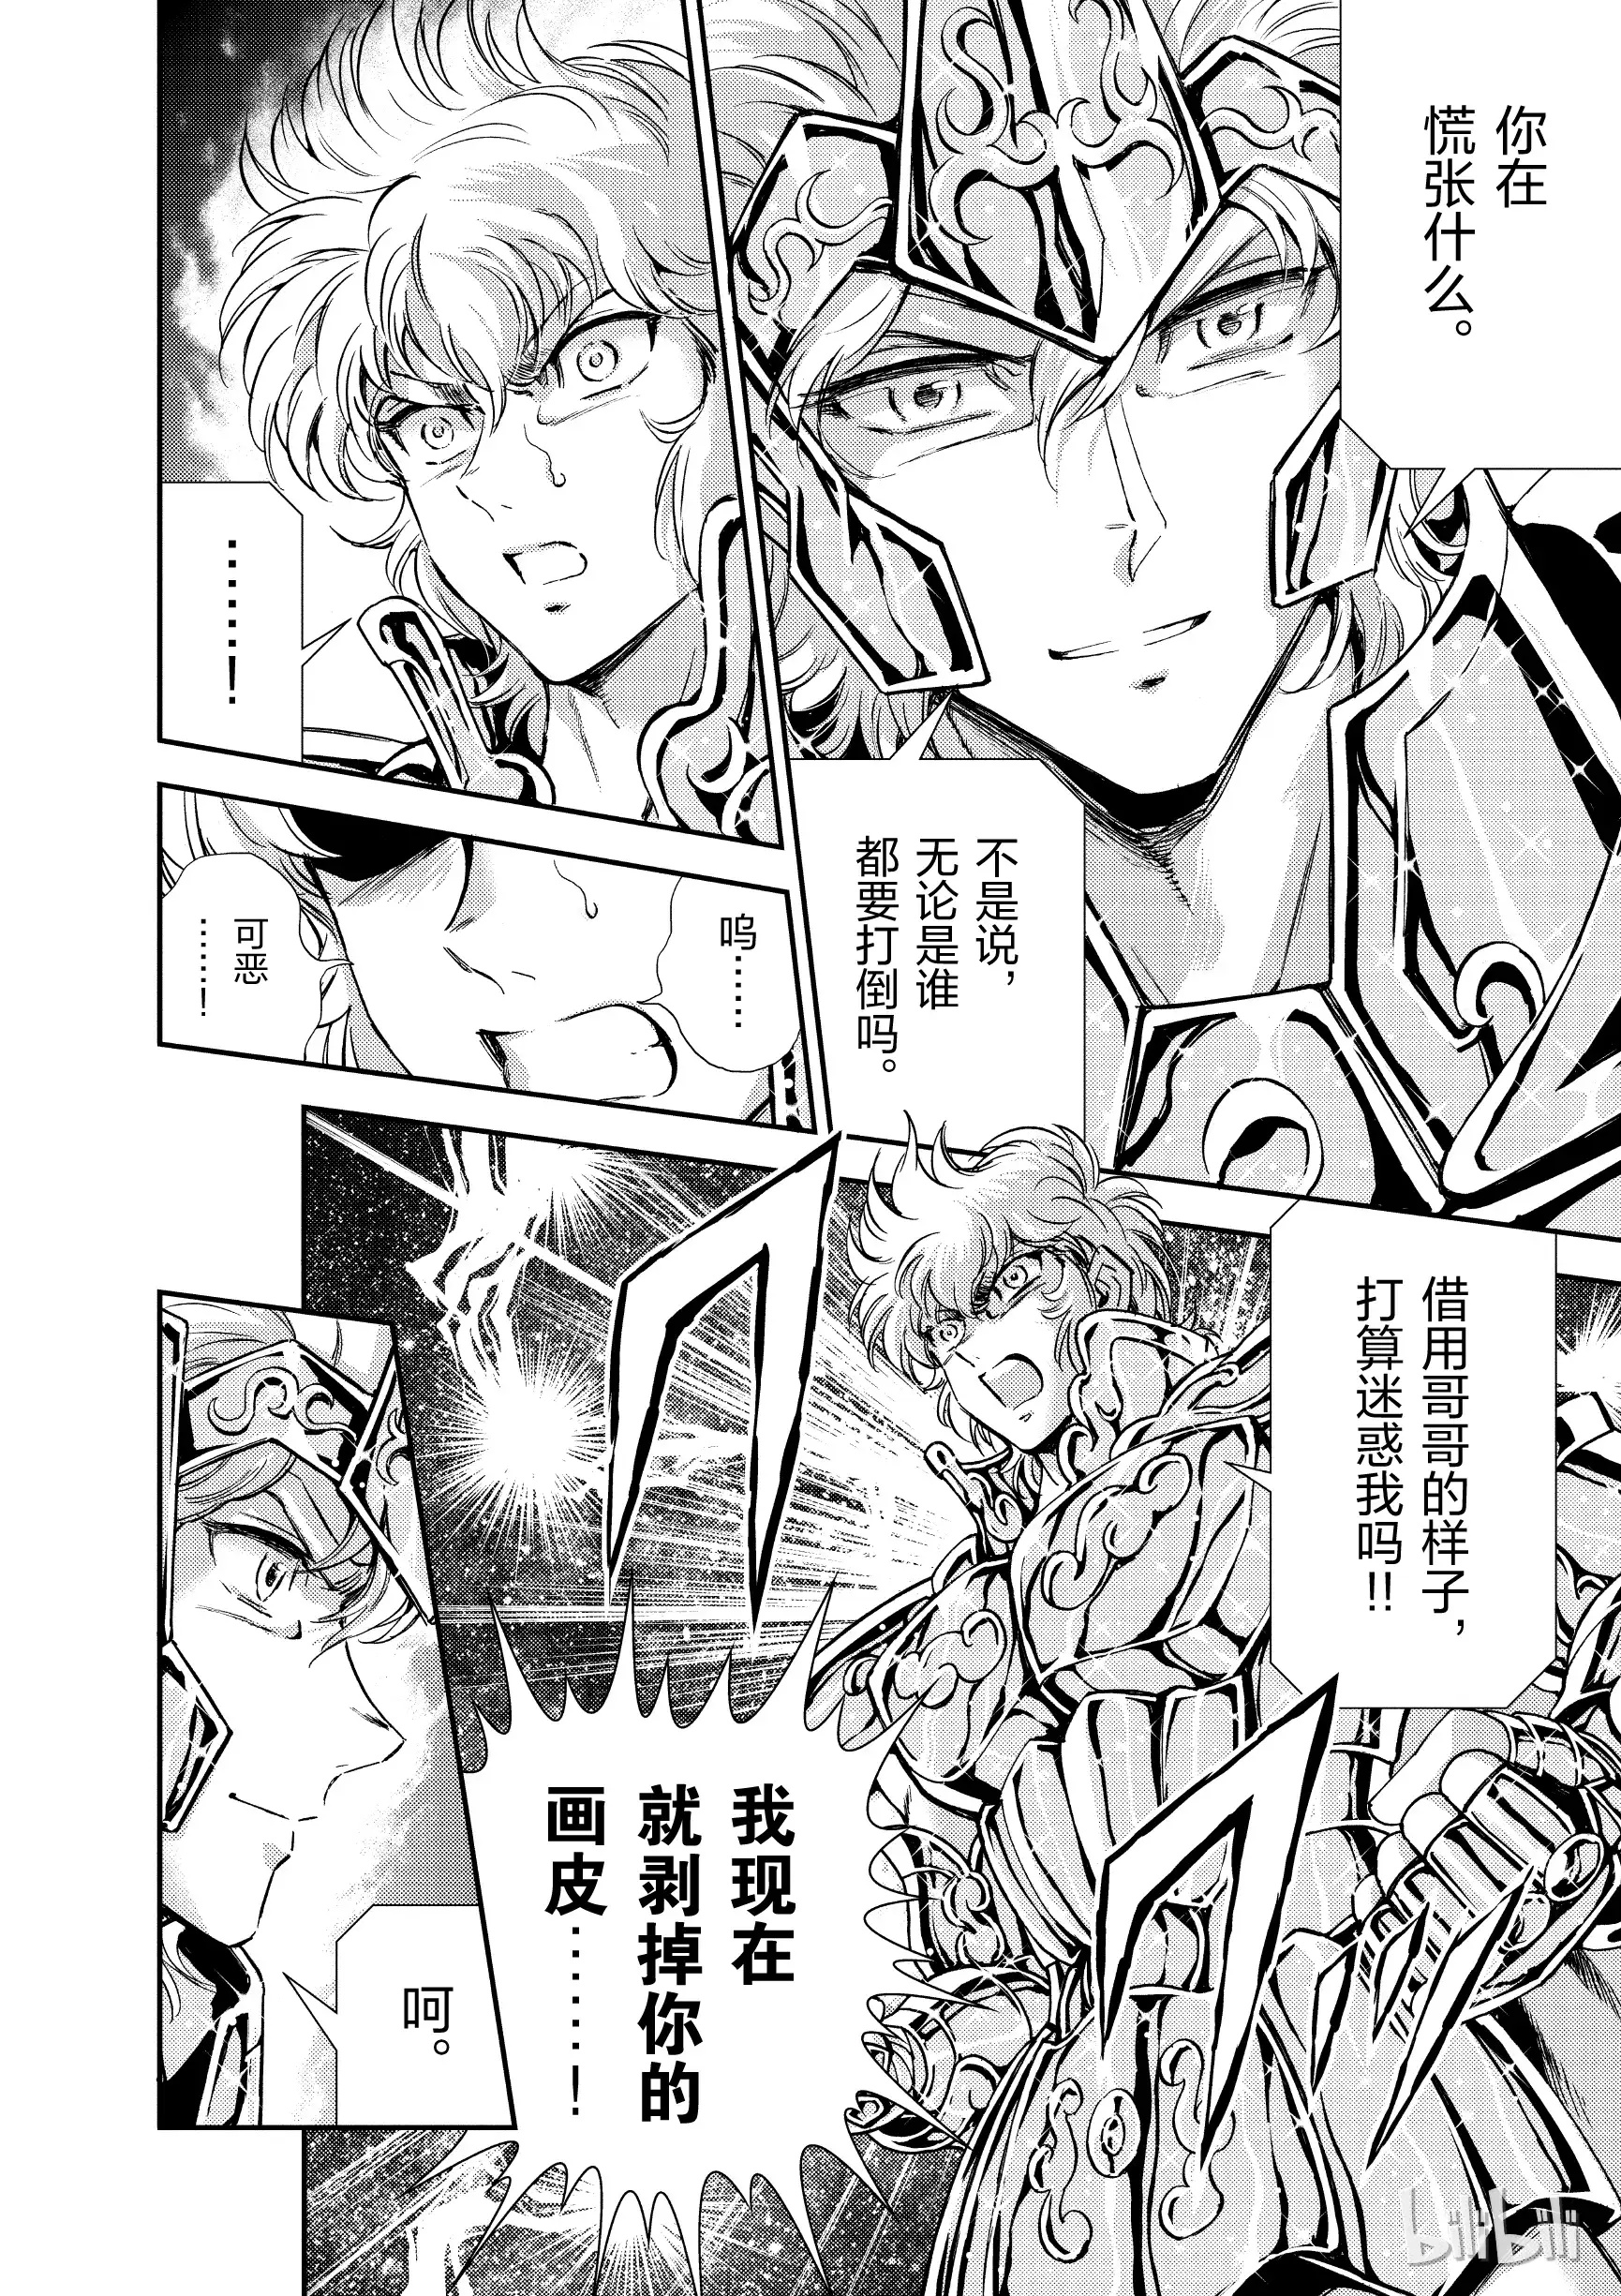 你在
慌张什么。
不是说，
无论是谁
都要打倒吗。
………！
呜……
可恶
………！
借用哥哥的样子，
打算迷惑我吗！！
我现在
就剥掉你的
画皮………！
呵。
bilibili